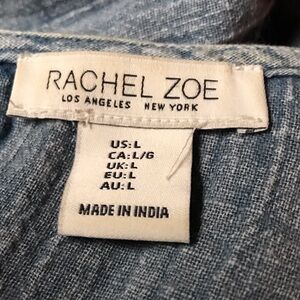 RACHEL ZOE
LOS ANGELES NEW YORK
US: L
CA: L/G
UK: L
EU: L
AU: L
MADE IN INDIA